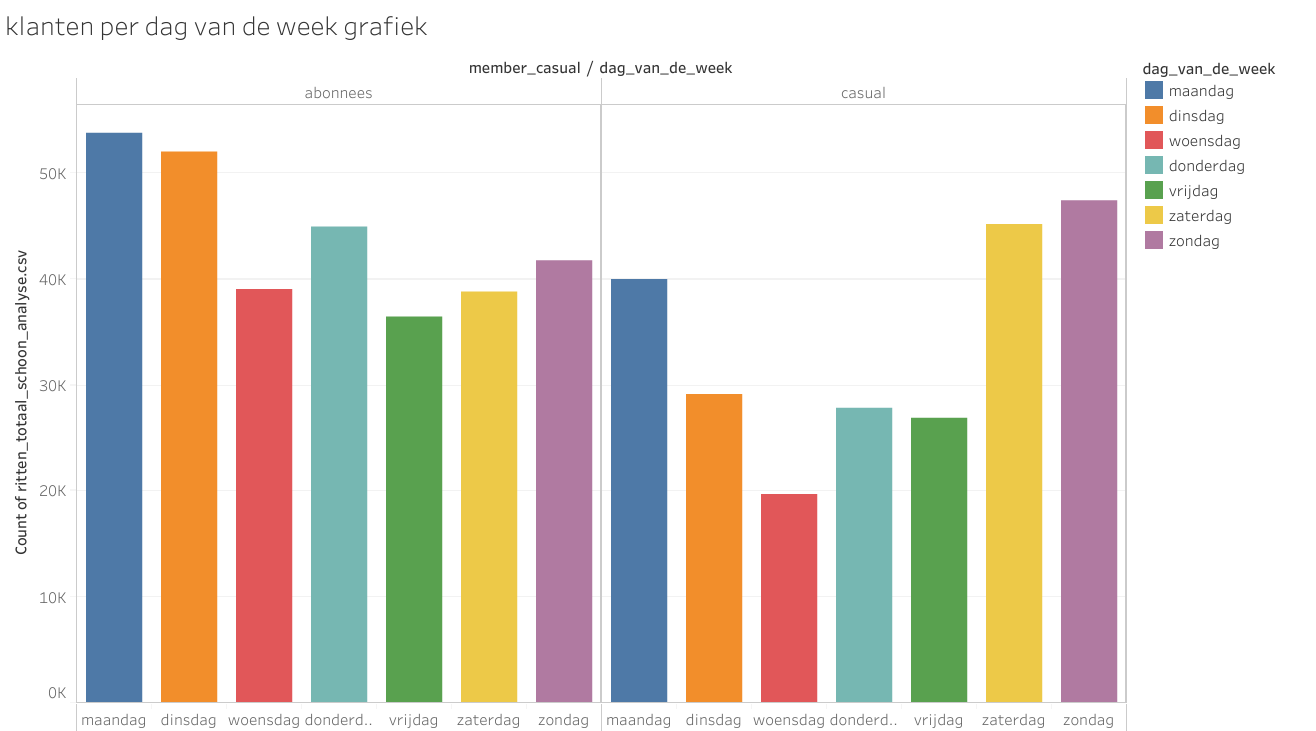 klanten per dag van de week grafiek
member_casual / dag_van_de_week
abonnees
casual
Count of ritten_totaal_schoon_analyse.csv
50K
40K
30K
20K
10K
0K
maandag dinsdag woensdag donderd.. vrijdag zaterdag zondag maandag dinsdag woensdag donderd.. vrijdag zaterdag zondag
dag_van_de_week
maandag
dinsdag
woensdag
donderdag
vrijdag
zaterdag
zondag